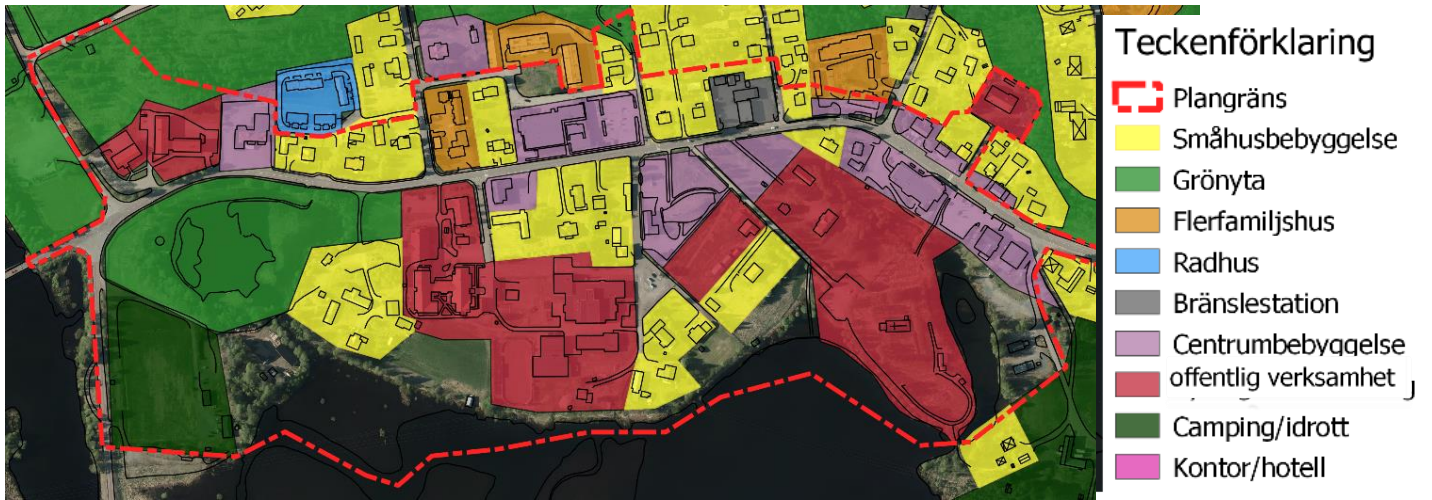 Teckenförklaring
Plangräns
Småhusbebyggelse
Grönyta
Flerfamiljshus
Radhus
Bränslestation
Centrumbebyggelse
offentlig verksamhet
Camping/idrott
Kontor/hotell